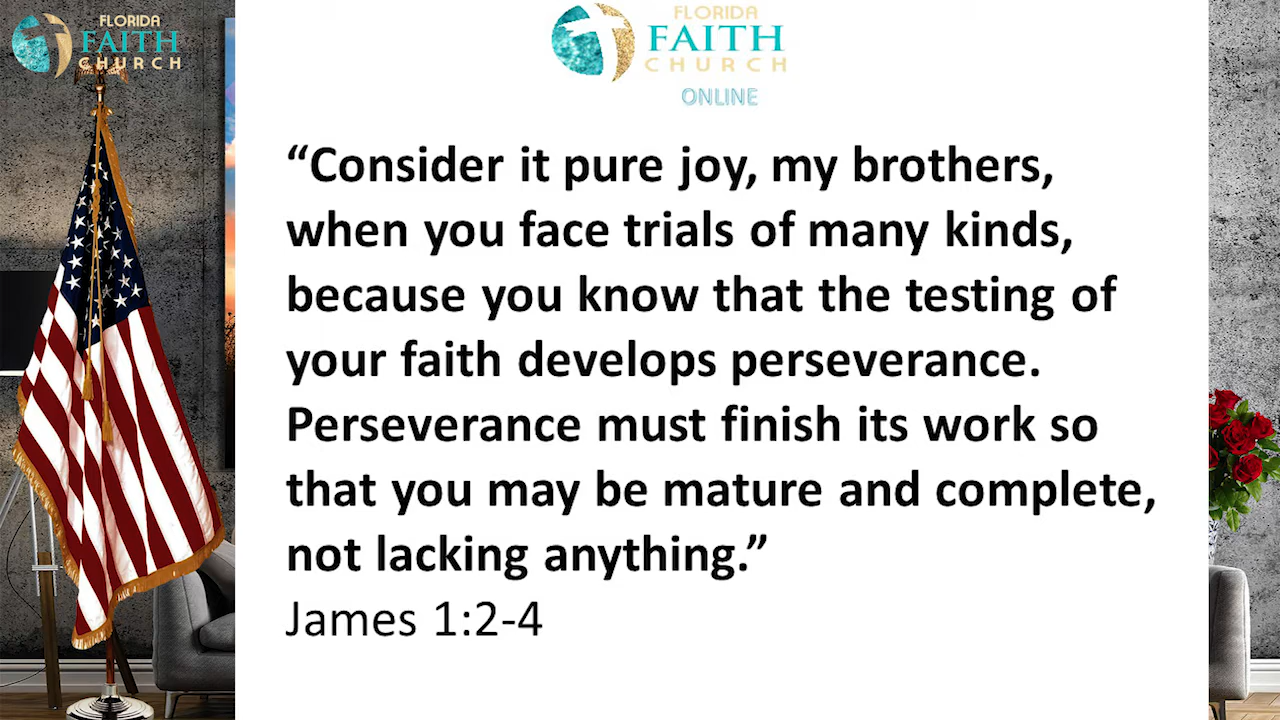 FLORIDA
FAITH
CHURCH
FLORIDA
FAITH
CHURCH
ONLINE
“Consider it pure joy, my brothers,
when you face trials of many kinds,
because you know that the testing of
your faith develops perseverance.
Perseverance must finish its work so
that you may be mature and complete,
not lacking anything.”
James 1:2-4